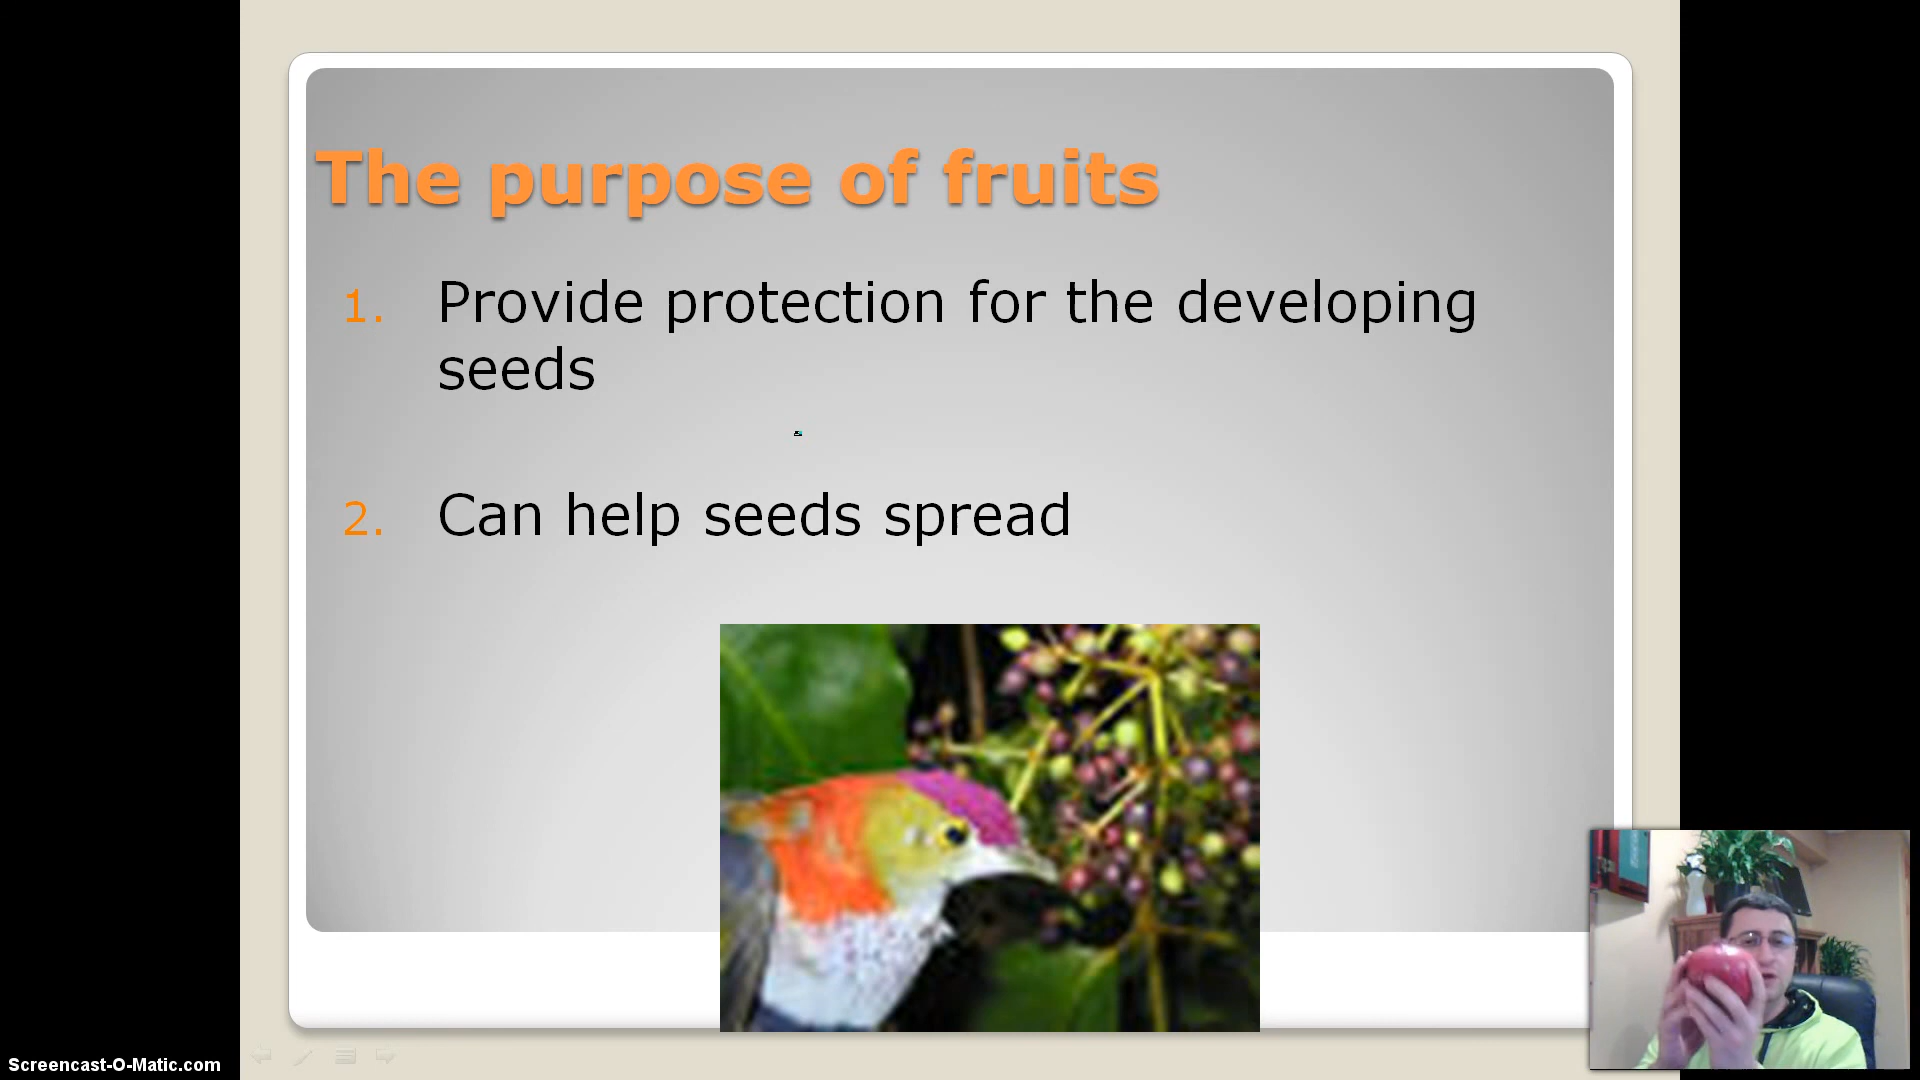 The purpose of fruits
1. Provide protection for the developing
seeds
2. Can help seeds spread
Screencast-O-Matic.com